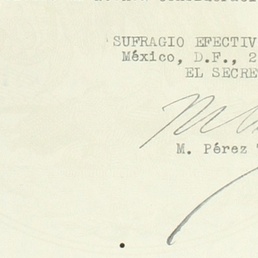 SUFRAGIO EFECTIV
México, D.F., 2
EL SECRE
M. Pérez